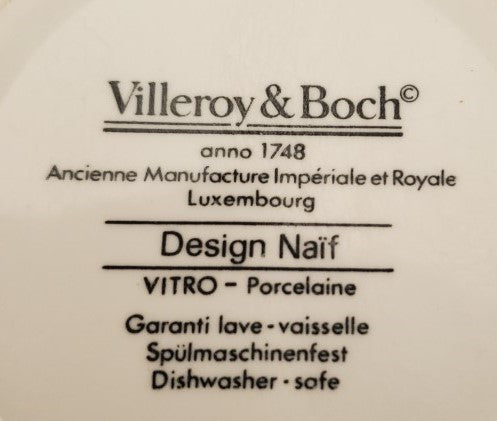 Villeroy & Boch©
anno 1748
Ancienne Manufacture Impériale et Royale
Luxembourg
Design Naïf
VITRO - Porcelaine
Garanti lave-vaisselle
Spülmaschinenfest
Dishwasher-safe